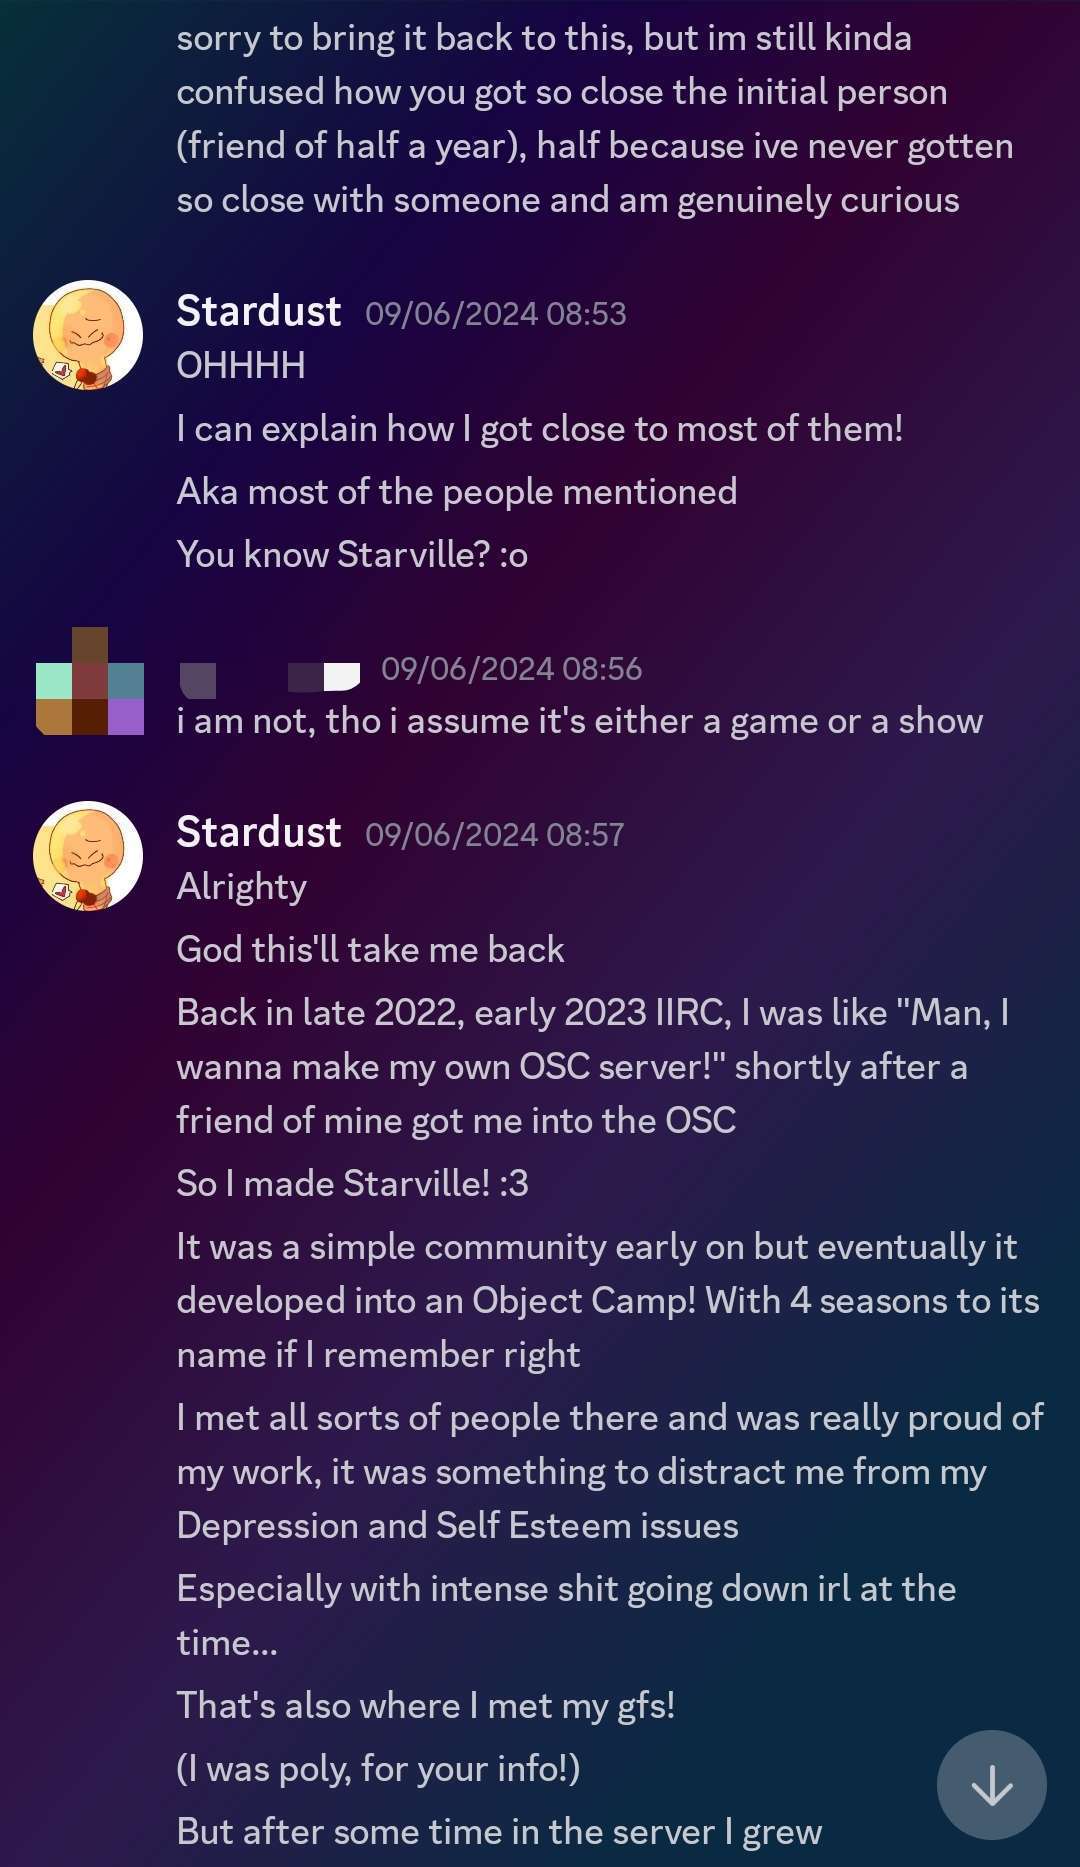 sorry to bring it back to this, but im still kinda
confused how you got so close the initial person
(friend of half a year), half because ive never gotten
so close with someone and am genuinely curious
Stardust 09/06/2024 08:53
OHHHH
I can explain how I got close to most of them!
Aka most of the people mentioned
You know Starville? :o
09/06/2024 08:56
i am not, tho i assume it's either a game or a show
Stardust 09/06/2024 08:57
Alrighty
God this'll take me back
Back in late 2022, early 2023 IIRC, I was like "Man, I
wanna make my own OSC server!" shortly after a
friend of mine got me into the OSC
So I made Starville! :3
It was a simple community early on but eventually it
developed into an Object Camp! With 4 seasons to its
name if I remember right
I met all sorts of people there and was really proud of
my work, it was something to distract me from my
Depression and Self Esteem issues
Especially with intense shit going down irl at the
time...
That's also where I met my gfs!
(I was poly, for your info!)
But after some time in the server I grew